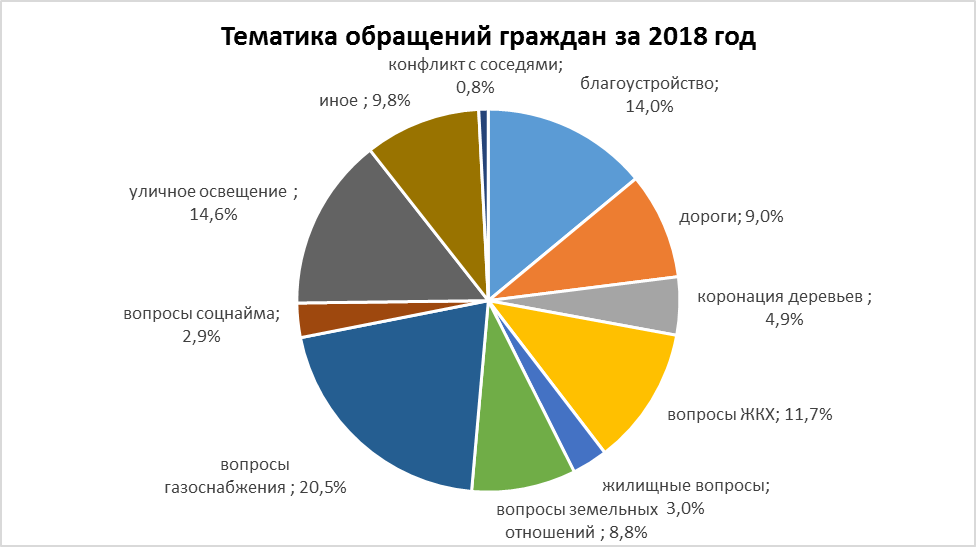 Тематика обращений граждан за 2018 год
конфликт с соседями;
0,8%
благоустройство;
14,0%
дороги; 9,0%
коронация деревьев ;
4,9%
вопросы ЖКХ; 11,7%
жилищные вопросы;
3,0%
вопросы земельных
отношений ; 8,8%
вопросы
газоснабжения ; 20,5%
вопросы соцнайма;
2,9%
уличное освещение ;
14,6%
иное ; 9,8%